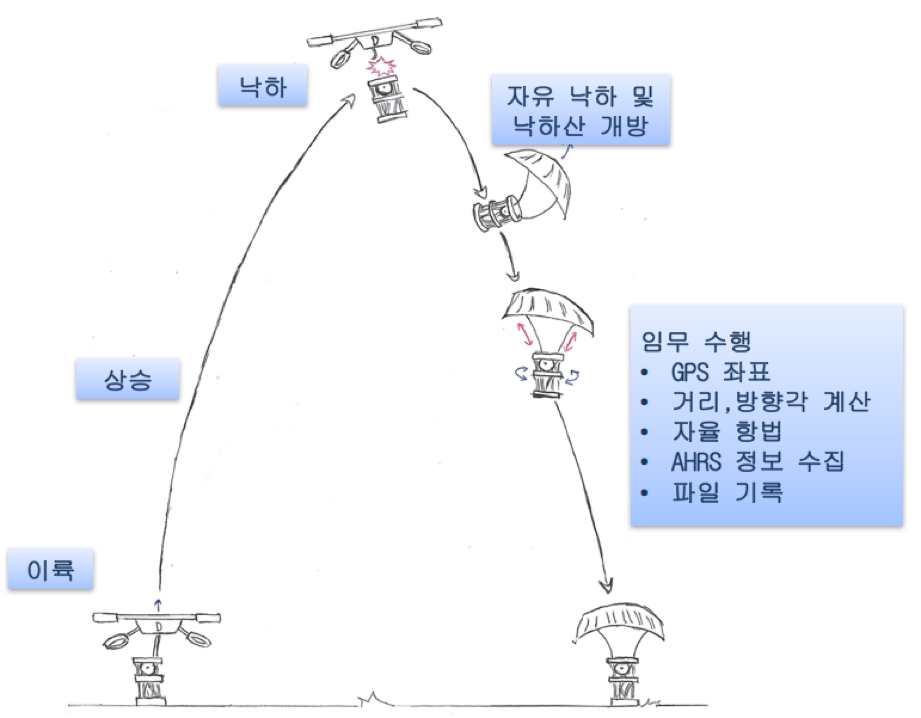 낙하
자유 낙하 및
낙하산 개방
상승
임무 수행
• GPS 좌표
• 거리,방향각 계산
• 자율 항법
• AHRS 정보 수집
• 파일 기록
이륙
D
D